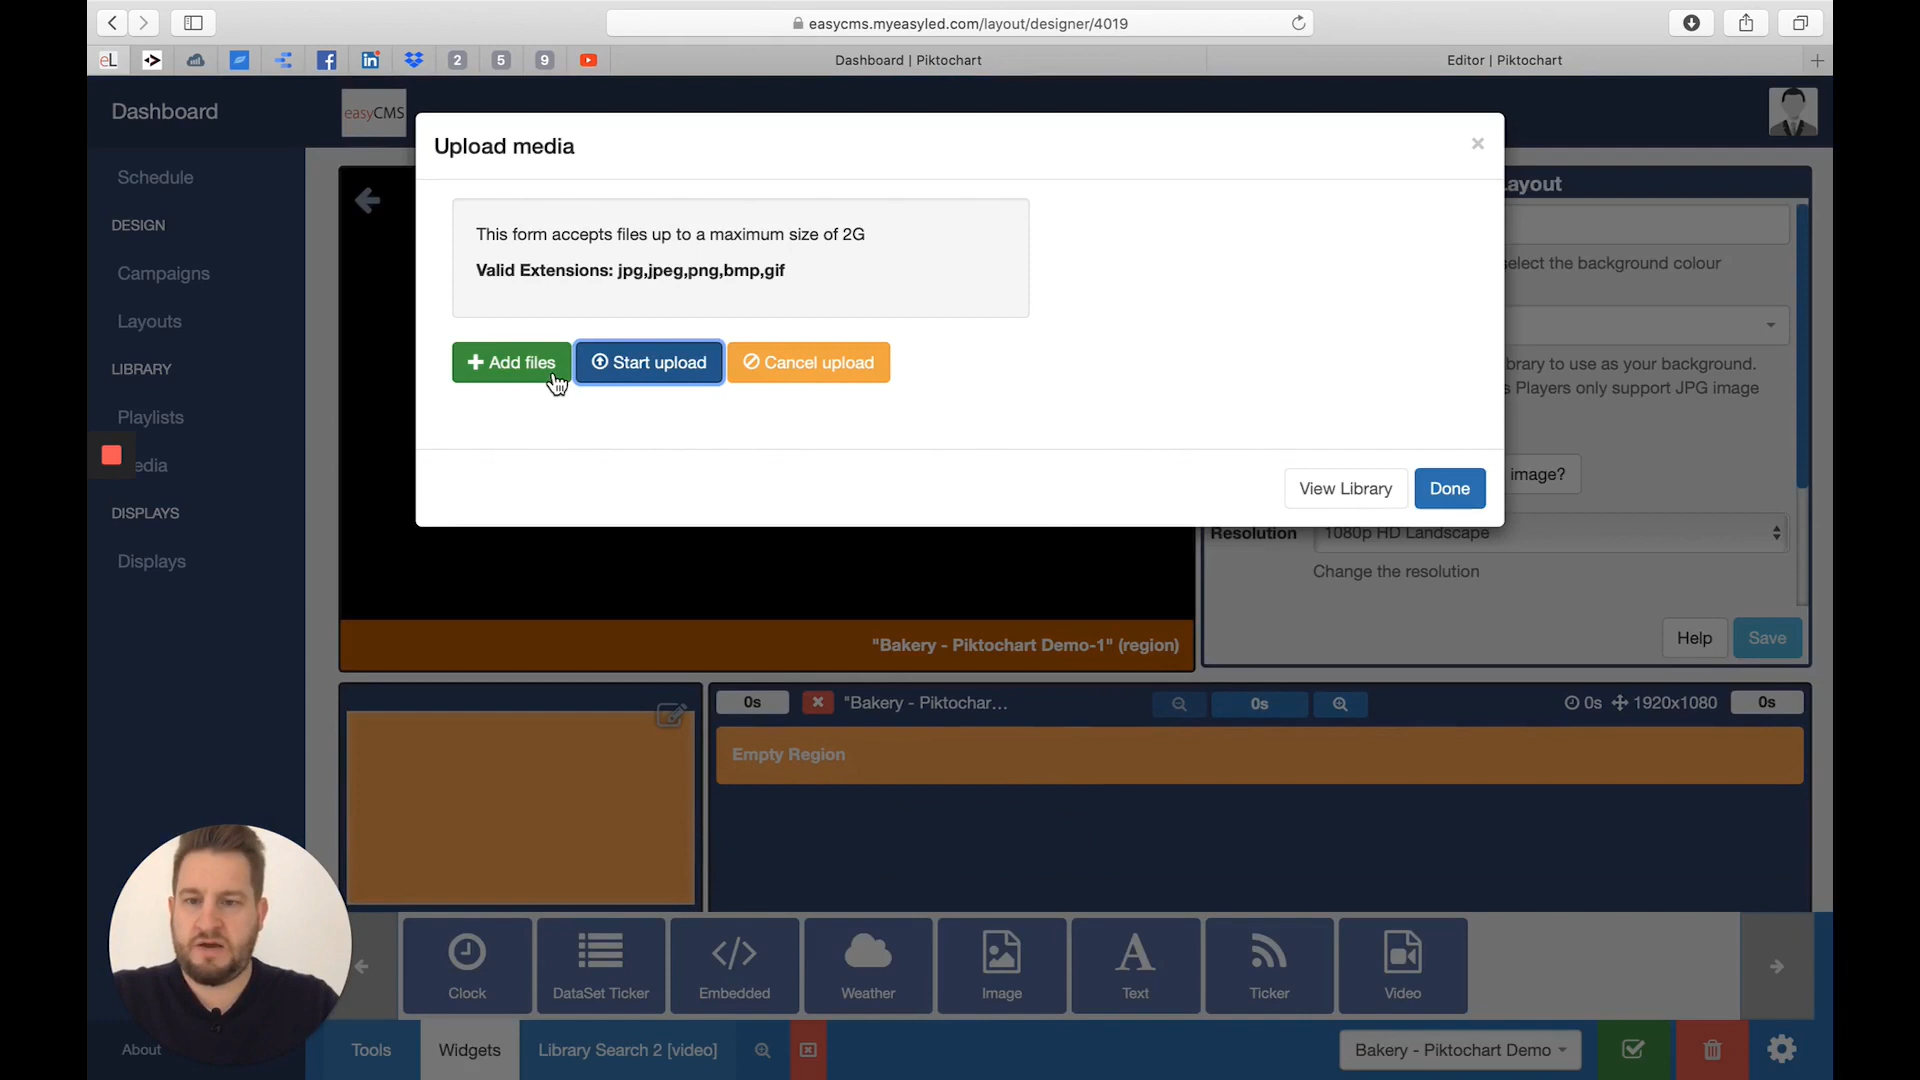 easycms.myeasyled.com/layout/designer/4019
eL
2
5
9
Dashboard | Piktochart
Editor | Piktochart
Dashboard
easyCMS
Schedule
DESIGN
Campaigns
Layouts
LIBRARY
Playlists
edia
DISPLAYS
Displays
About
Upload media
×
This form accepts files up to a maximum size of 2G
Valid Extensions: jpg,jpeg,png,bmp,gif
Add files
Start upload
Cancel upload
View Library
Done
ayout
select the background colour
brary to use as your background.
s Players only support JPG image
image?
Resolution
1080p HD Landscape
Change the resolution
Help
Save
"Bakery - Piktochart Demo-1" (region)
0s
"Bakery - Piktochar...
0s
0s
1920x1080
0s
Empty Region
Clock
DataSet Ticker
Embedded
Weather
Image
Text
Ticker
Video
Tools
Widgets
Library Search 2 [video]
Bakery - Piktochart Demo